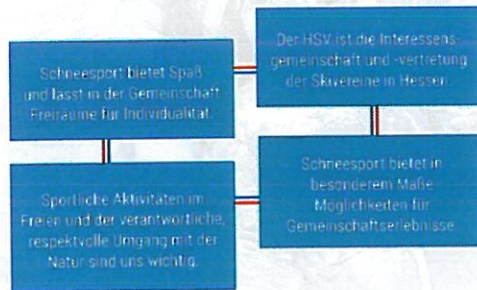 Schneesport bietet Spaß
und lässt in der Gemeinschaft
Freiräume für Individualität.
Der HSV ist die Interessens-
gemeinschaft und -vertretung
der Skivereine in Hessen.
Sportliche Aktivitäten im
Freien und der verantwortliche,
respektvolle Umgang mit der
Natur sind uns wichtig.
Schneesport bietet in
besonderem Maße
Möglichkeiten für
Gemeinschaftserlebnisse